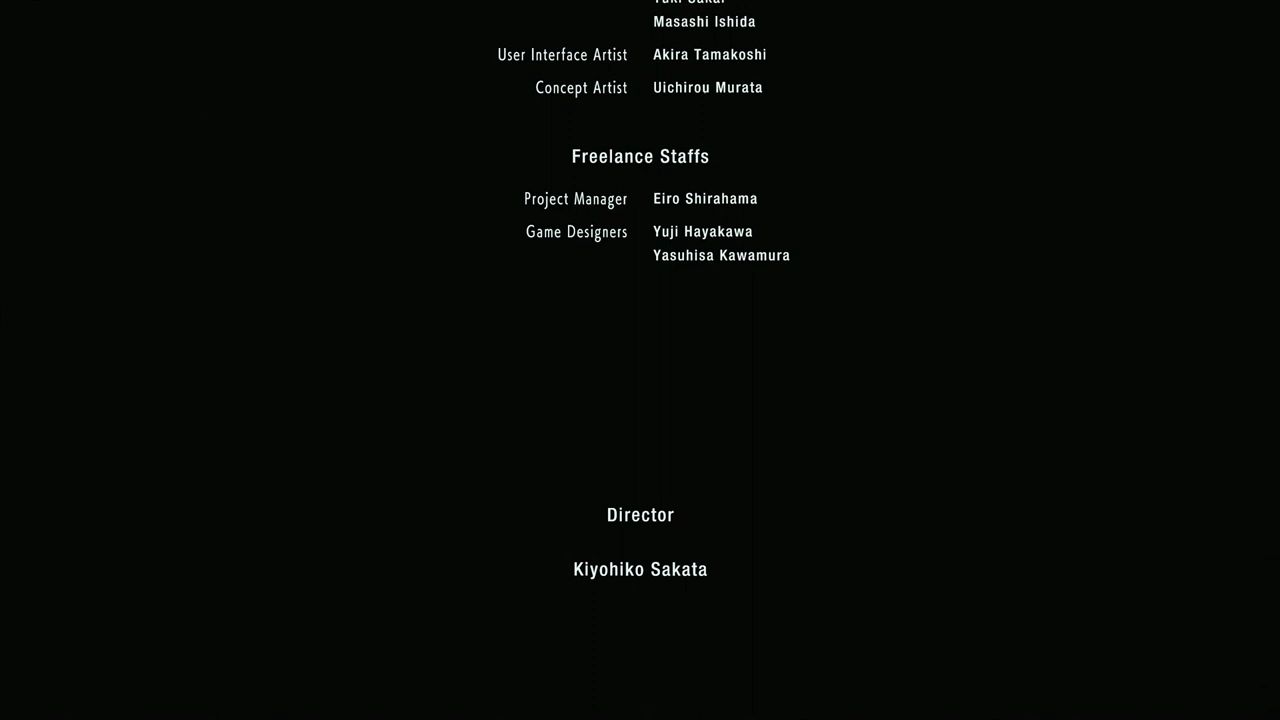 Masashi Ishida
User Interface Artist Akira Tamakoshi
Concept Artist Uichirou Murata
Freelance Staffs
Project Manager Eiro Shirahama
Game Designers Yuji Hayakawa
Yasuhisa Kawamura
Director
Kiyohiko Sakata